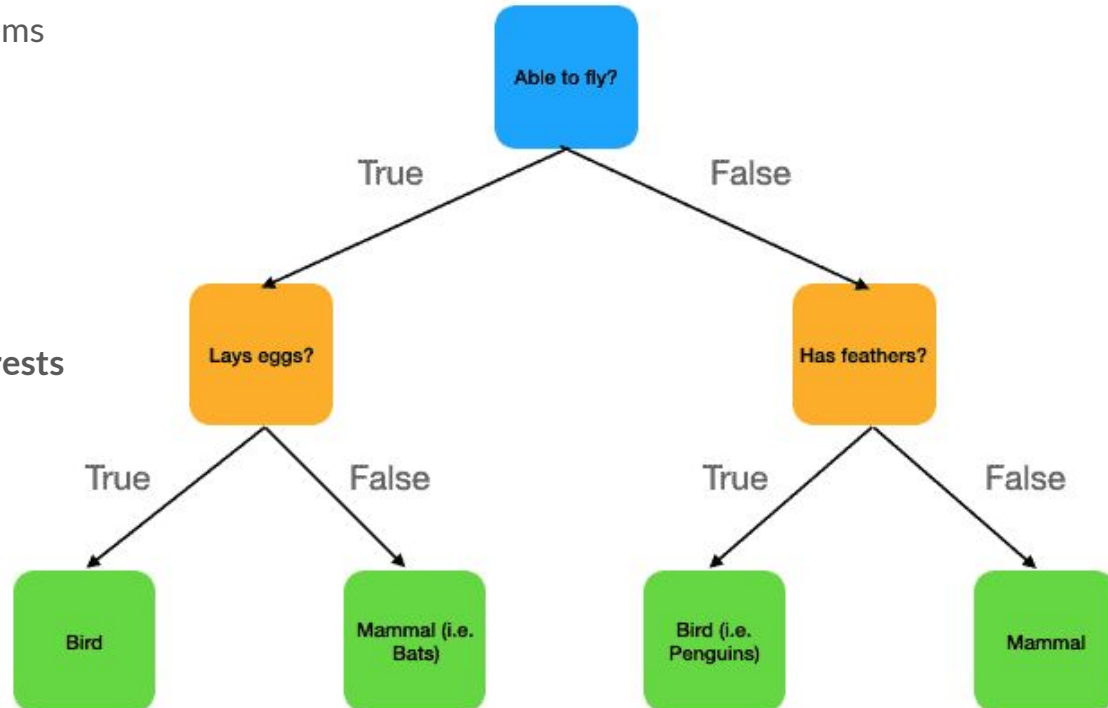 ms
Able to fly?
True
False
Lays eggs?
Has feathers?
rests
True
False
True
False
Bird
Mammal (i.e.
Bats)
Bird (i.e.
Penguins)
Mammal